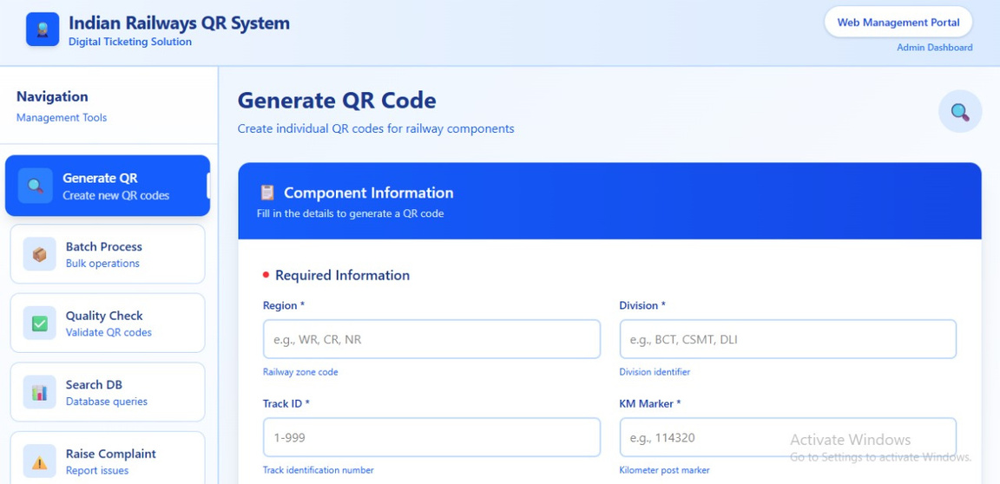 Indian Railways QR System
Digital Ticketing Solution
Web Management Portal
Admin Dashboard
Navigation
Management Tools
Generate QR
Create new QR codes
Batch Process
Bulk operations
Quality Check
Validate QR codes
Search DB
Database queries
Raise Complaint
Report issues
Generate QR Code
Create individual QR codes for railway components
Component Information
Fill in the details to generate a QR code
Required Information
Region *
e.g., WR, CR, NR
Railway zone code
Division *
e.g., BCT, CSMT, DLI
Division identifier
Track ID *
1-999
Track identification number
KM Marker *
e.g., 114320
Kilometer post marker
Activate Windows
Go to Settings to activate Windows.